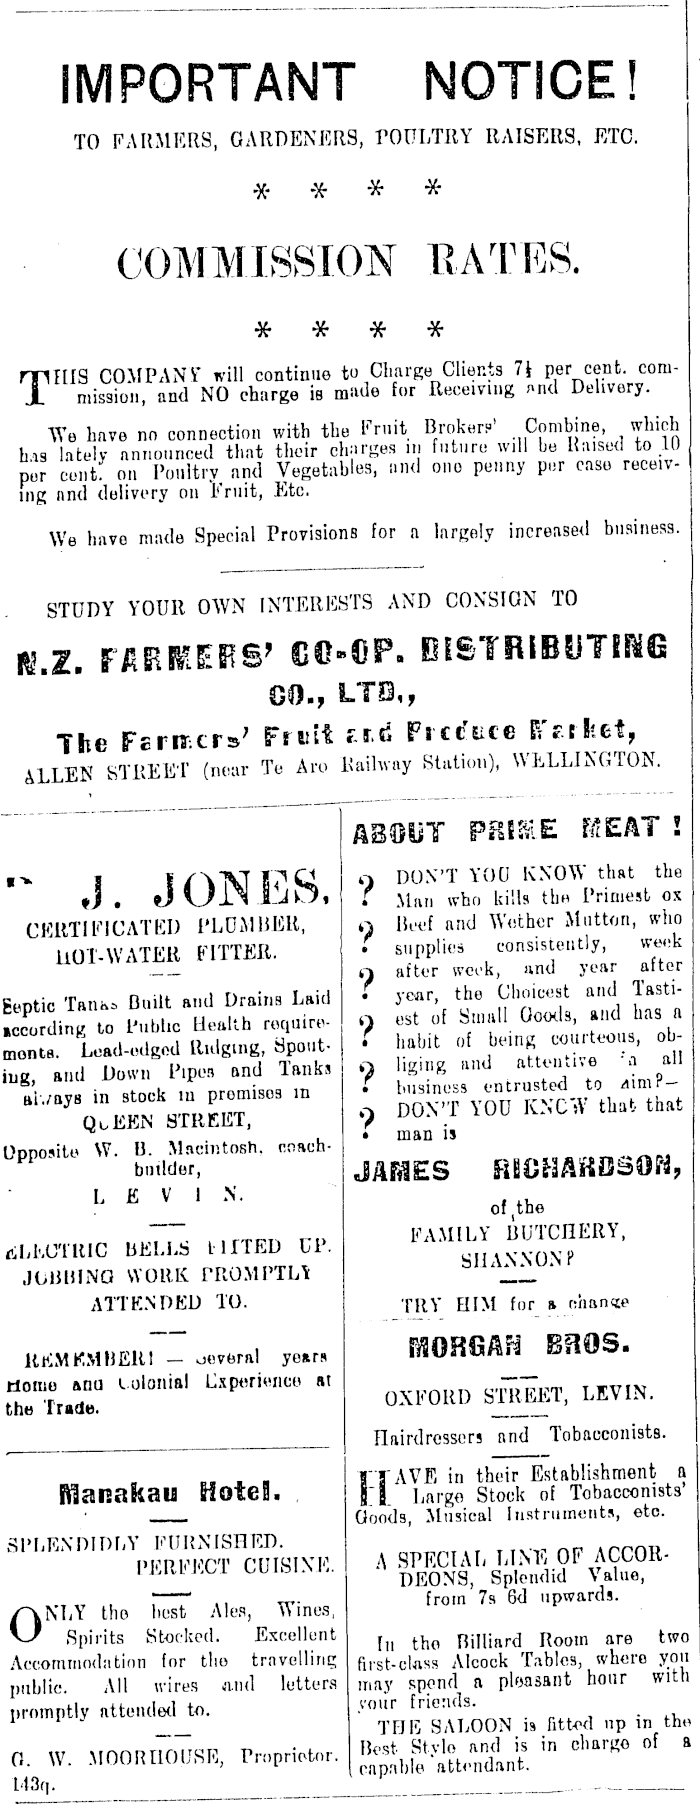 IMPORTANT NOTICE!
TO FARMERS, GARDENERS, POULTRY RAISERS, ETC.
* * * *
COMMISSION RATES.
* * * *
THIS COMPANY will continue to Charge Clients 7½ per cent. com-
mission, and NO charge is made for Receiving and Delivery.
We have no connection with the Fruit Brokers' Combine, which
has lately announced that their charges in future will be Raised to 10
per cent. on Poultry and Vegetables, and one penny per case receiv-
ing and delivery on Fruit, Etc.
We have made Special Provisions for a largely increased business.
STUDY YOUR OWN INTERESTS AND CONSIGN TO
N.Z. FARMERS' CO-OP. DISTRIBUTING
CO., LTD.,
The Farmers' Fruit and Produce Market,
ALLEN STREET (near Te Aro Railway Station), WELLINGTON.
J. JONES,
CERTIFICATED PLUMBER,
HOT-WATER FITTER.
Septic Tanks Built and Drains Laid
according to Public Health require-
ments. Lead-edged Ridging, Spout-
ing, and Down Pipes and Tanks
always in stock in premises in
QUEEN STREET,
Opposite W. B. Macintosh, coach-
builder,
LEVIN.
ELECTRIC BELLS FITTED UP.
JOBBING WORK PROMPTLY
ATTENDED TO.
REMEMBER! — Several years
Home and Colonial Experience at
the Trade.
Manakau Hotel.
SPLENDIDLY FURNISHED.
PERFECT CUISINE.
ONLY the best Ales, Wines,
Spirits Stocked. Excellent
Accommodation for the travelling
public. All wires and letters
promptly attended to.
G. W. MOORHOUSE, Proprietor.
143q.
ABOUT PRIME MEAT!
? DON'T YOU KNOW that the
Man who kills the Primest ox
? Beef and Wether Mutton, who
supplies consistently, week
? after week, and year after
year, the Choicest and Tasti-
? est of Small Goods, and has a
habit of being courteous, ob-
? liging and attentive in all
business entrusted to him?—
? DON'T YOU KNOW that that
man is
JAMES RICHARDSON,
of the
FAMILY BUTCHERY,
SHANNON?
TRY HIM for a change
MORGAN BROS.
OXFORD STREET, LEVIN.
Hairdressers and Tobacconists.
HAVE in their Establishment a
Large Stock of Tobacconists'
Goods, Musical Instruments, etc.
A SPECIAL LINE OF ACCOR-
DEONS, Splendid Value,
from 7s 6d upwards.
In the Billiard Room are two
first-class Alcock Tables, where you
may spend a pleasant hour with
your friends.
THE SALOON is fitted up in the
Best Style and is in charge of a
capable attendant.